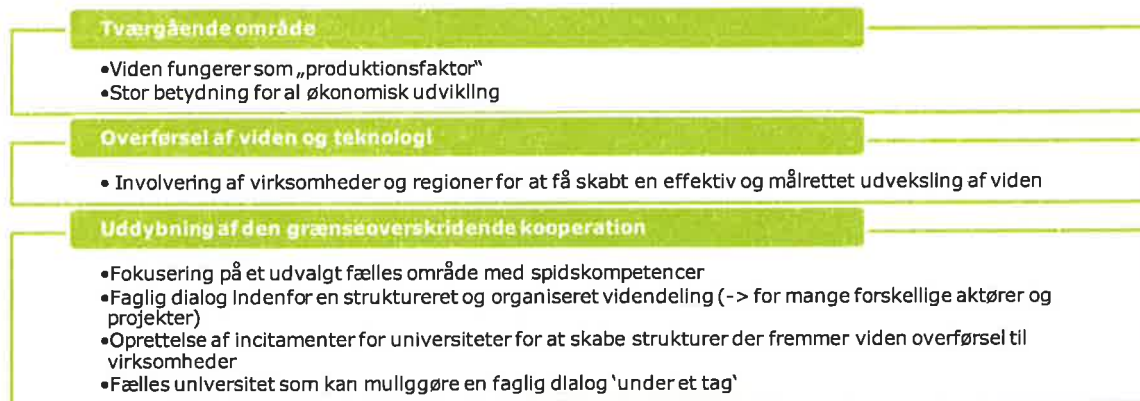 Tværgående område
•Viden fungerer som „produktionsfaktor“
•Stor betydning for al økonomisk udvikling
Overførsel af viden og teknologi
• Involvering af virksomheder og regioner for at få skabt en effektiv og målrettet udveksling af viden
Uddybning af den grænseoverskridende kooperation
•Fokusering på et udvalgt fælles område med spidskompetencer
•Faglig dialog indenfor en struktureret og organiseret videndeling (-> for mange forskellige aktører og
projekter)
•Oprettelse af incitamenter for universiteter for at skabe strukturer der fremmer viden overførsel til
virksomheder
•Fælles universitet som kan muliggøre en faglig dialog 'under et tag'